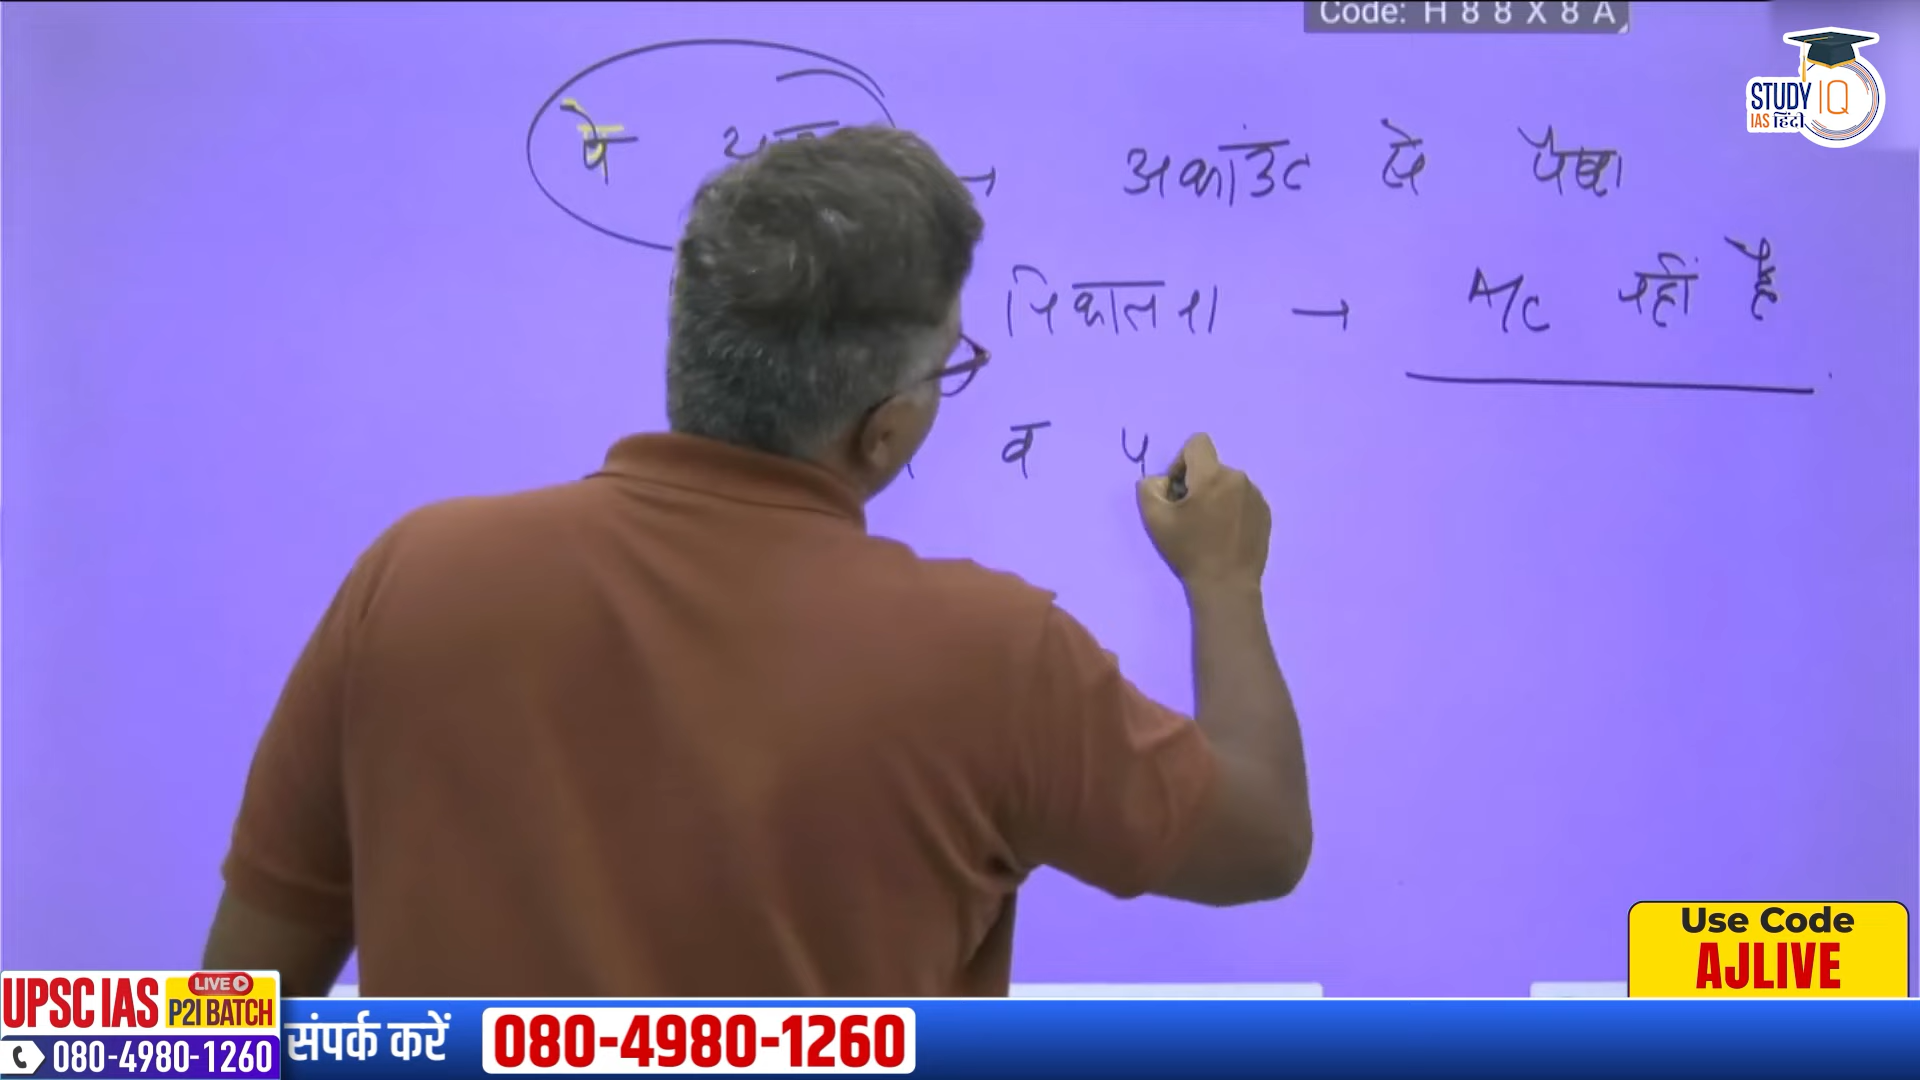 Code: H88X8A
STUDY IQ
IAS हिंदी
पे → अकाउंट से पैसा
निकालना → A/C नहीं है
व
Use Code
AJLIVE
UPSC IAS LIVE P2I BATCH
080-4980-1260
संपर्क करें 080-4980-1260